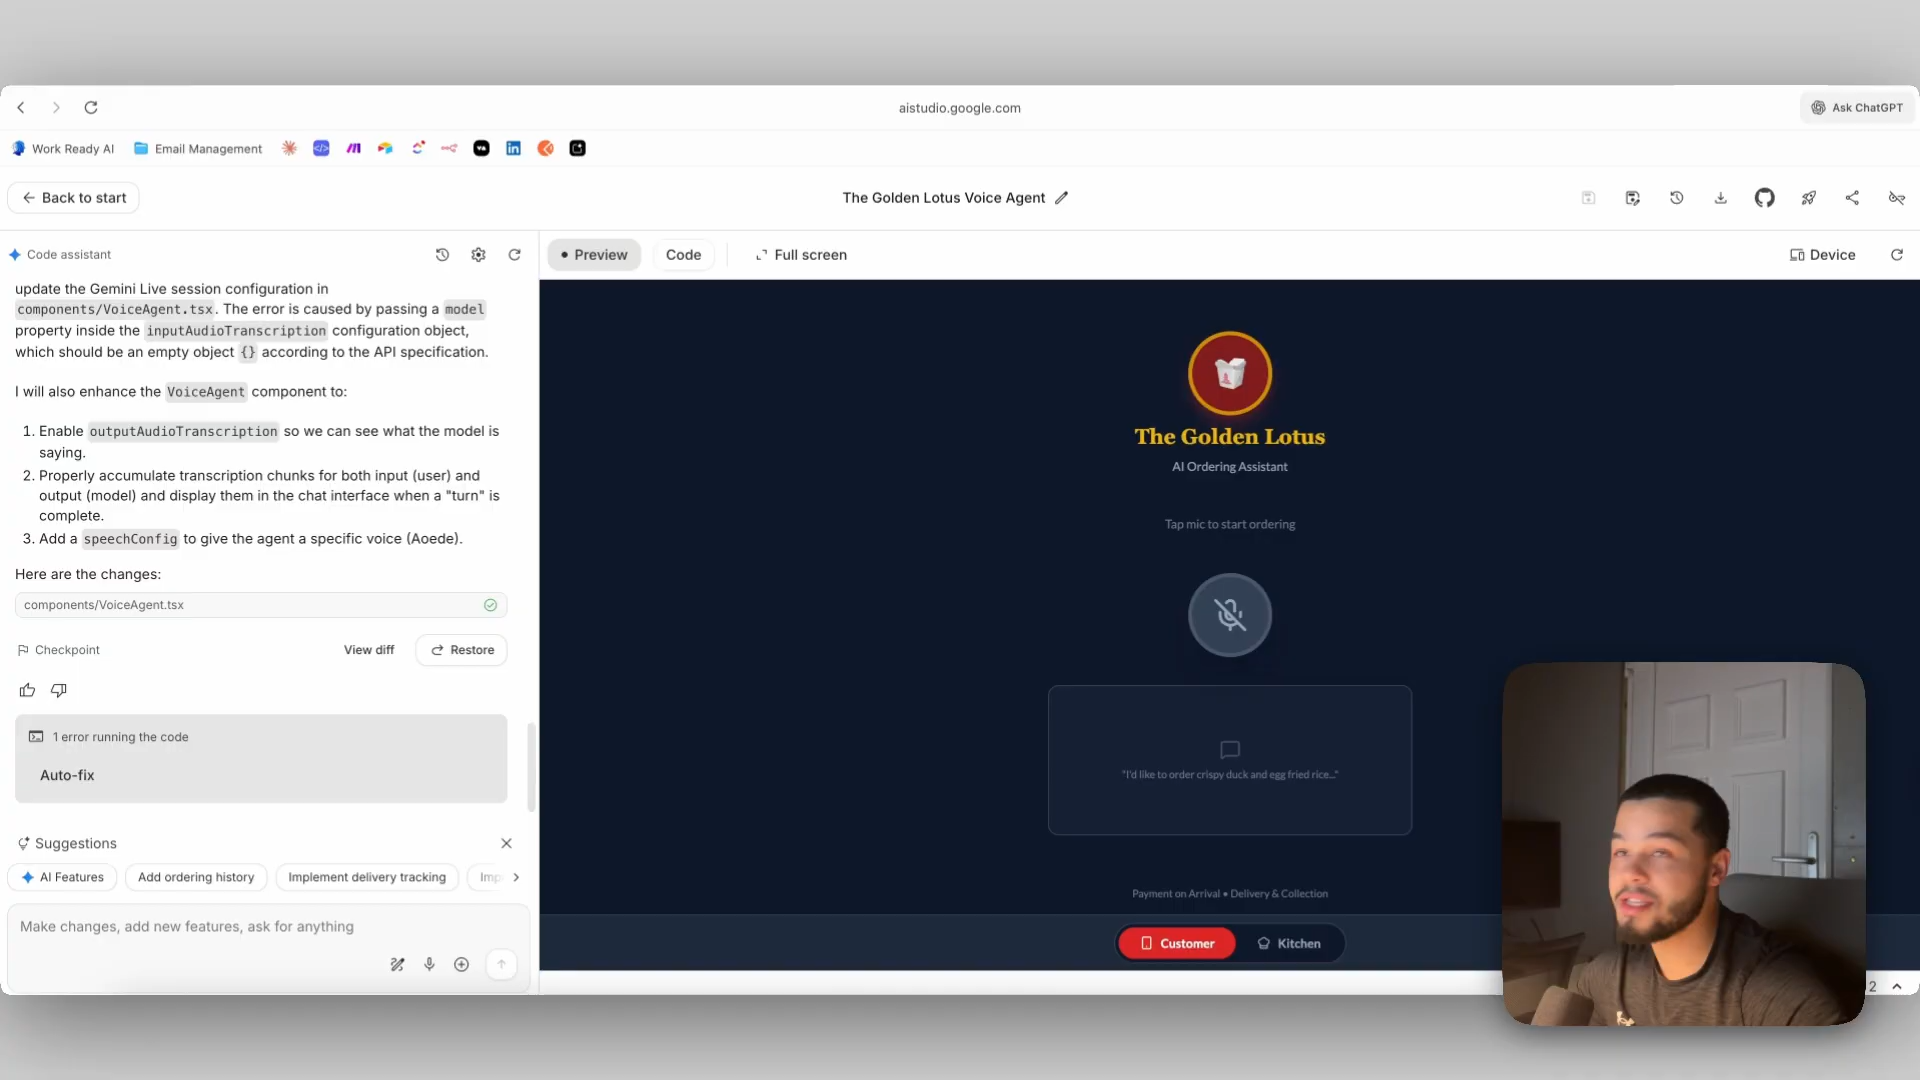 aistudio.google.com
Ask ChatGPT
Work Ready AI
Email Management
Back to start
The Golden Lotus Voice Agent
Code assistant
Preview
Code
Full screen
Device
update the Gemini Live session configuration in
components/VoiceAgent.tsx. The error is caused by passing a model
property inside the inputAudioTranscription configuration object,
which should be an empty object {} according to the API specification.
I will also enhance the VoiceAgent component to:
1. Enable outputAudioTranscription so we can see what the model is
saying.
2. Properly accumulate transcription chunks for both input (user) and
output (model) and display them in the chat interface when a "turn" is
complete.
3. Add a speechConfig to give the agent a specific voice (Aoede).
Here are the changes:
components/VoiceAgent.tsx
Checkpoint
View diff
Restore
1 error running the code
Auto-fix
Suggestions
AI Features
Add ordering history
Implement delivery tracking
Imp
Make changes, add new features, ask for anything
The Golden Lotus
AI Ordering Assistant
Tap mic to start ordering
"I'd like to order crispy duck and egg fried rice..."
Payment on Arrival • Delivery & Collection
Customer
Kitchen
2